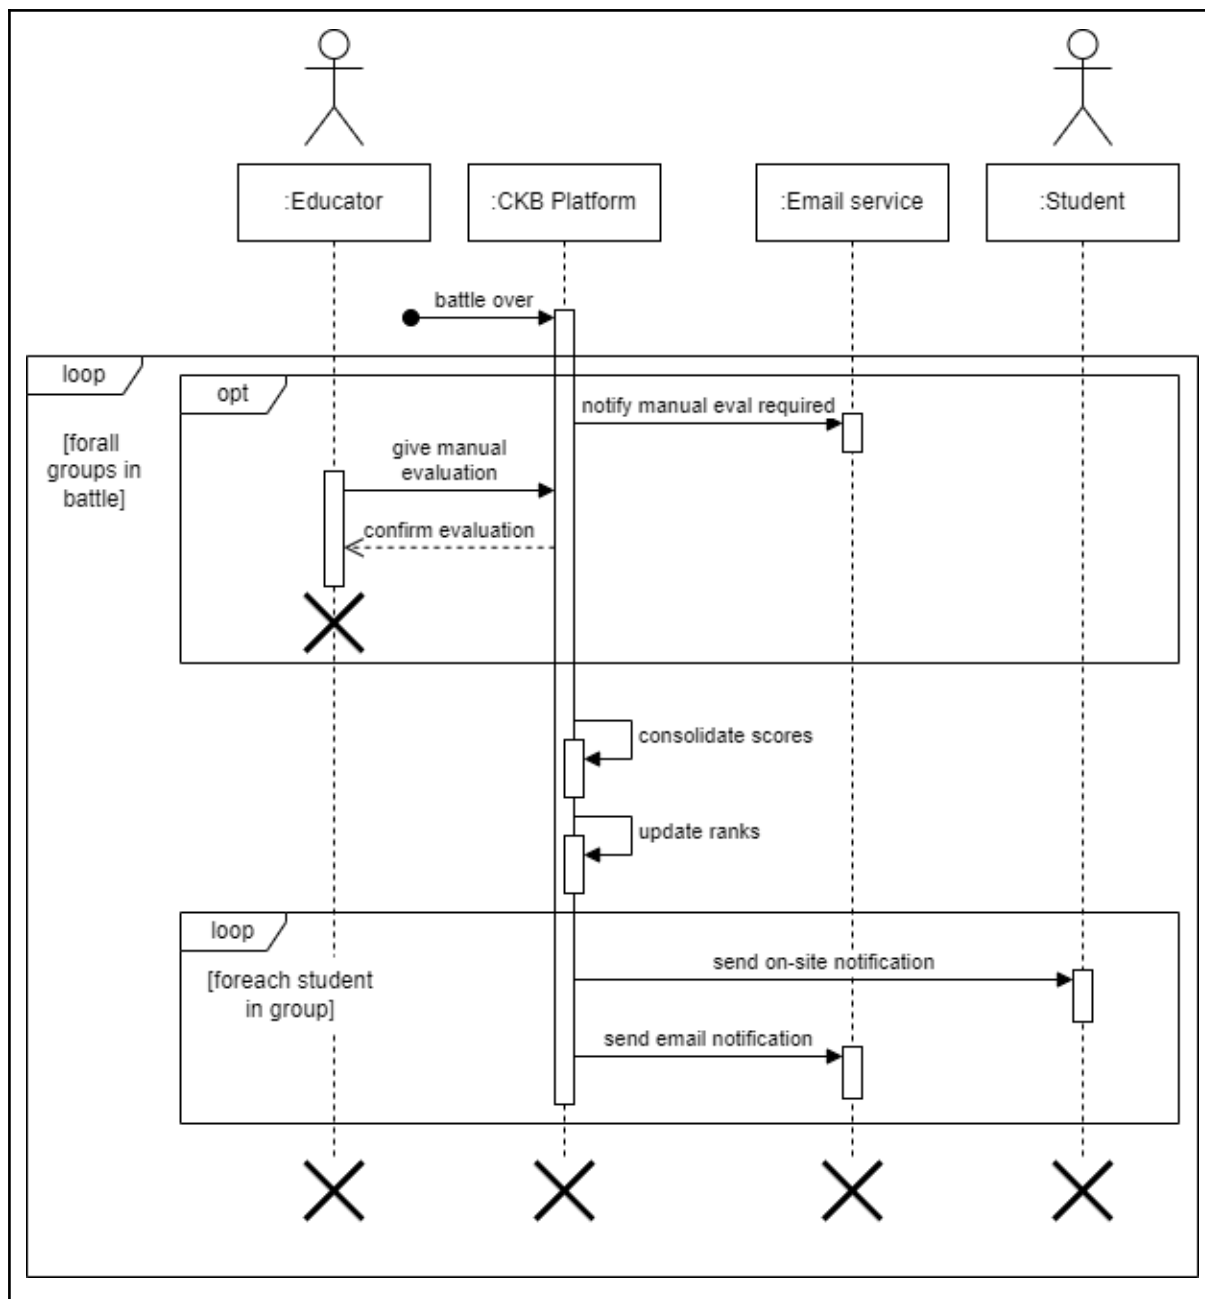 :Educator
:CKB Platform
:Email service
:Student
battle over
loop
opt
notify manual eval required
[forall
groups in
battle]
give manual
evaluation
confirm evaluation
consolidate scores
update ranks
loop
[foreach student
in group]
send on-site notification
send email notification